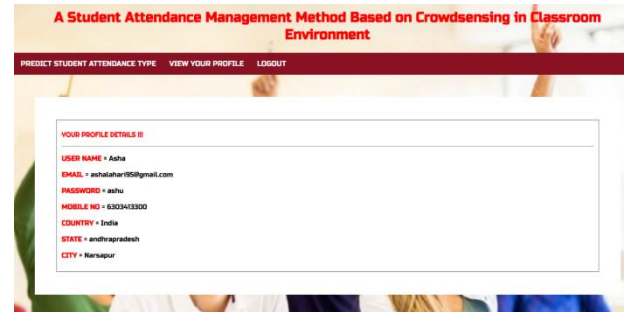 A Student Attendance Management Method Based on Crowdsensing in Classroom
Environment
PREDICT STUDENT ATTENDANCE TYPE VIEW YOUR PROFILE LOGOUT
YOUR PROFILE DETAILS !!!
USER NAME = Asha
EMAIL = ashalahari95@gmail.com
PASSWORD = ashu
MOBILE NO = 6303413300
COUNTRY = India
STATE = andhrapradesh
CITY = Narsapur